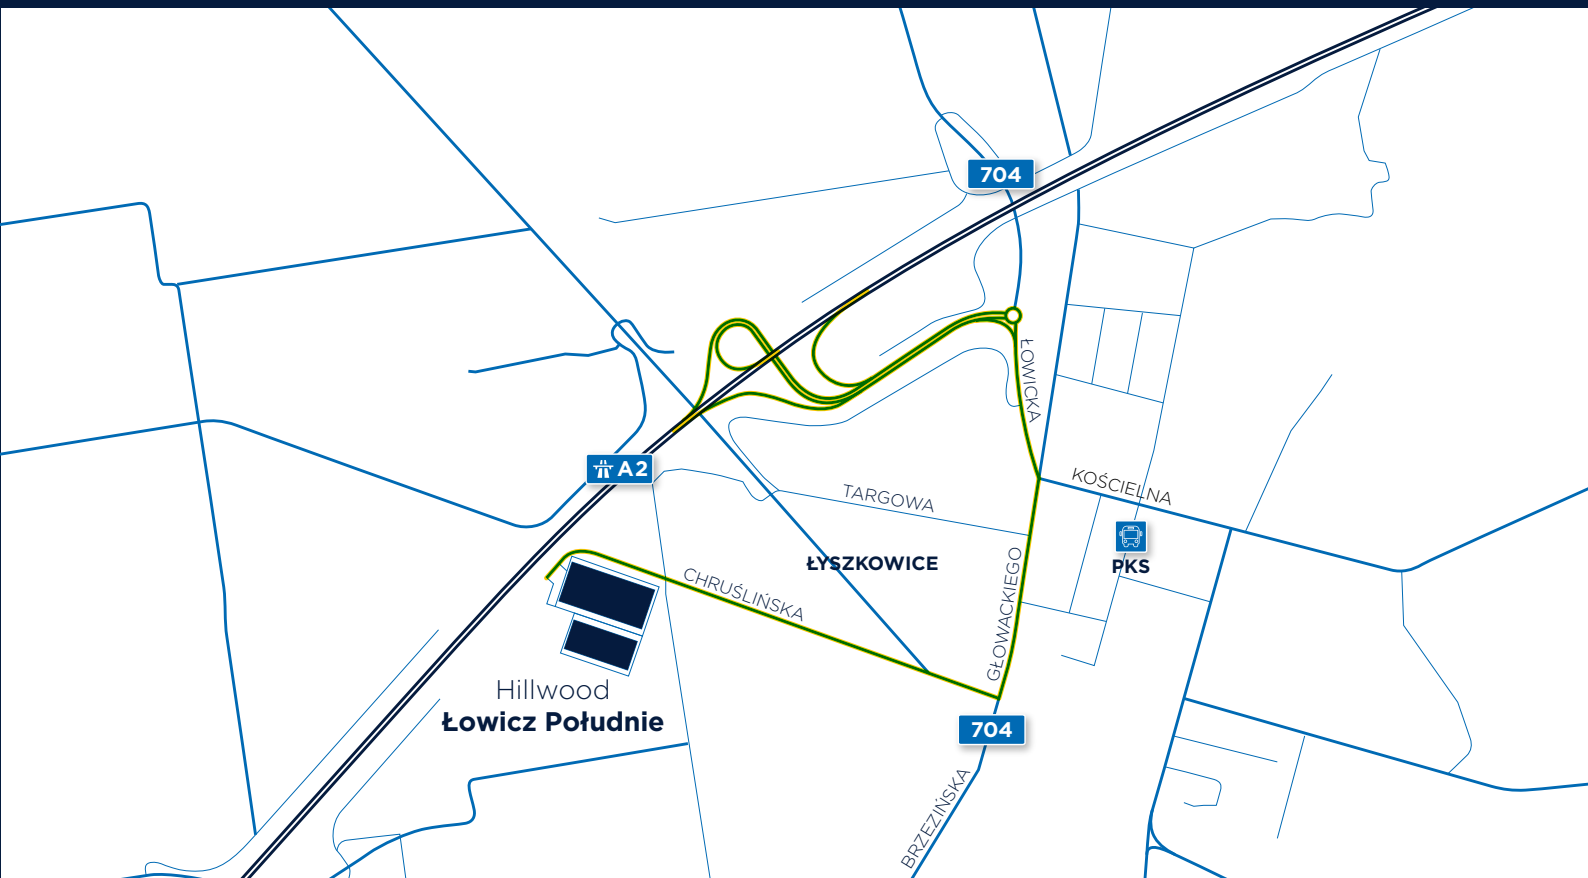 704
ŁOWICKA
A2
KOŚCIELNA
TARGOWA
ŁYSZKOWICE
PKS
CHRUŚLIŃSKA
GŁOWACKIEGO
Hillwood
Łowicz Południe
704
BRZEZIŃSKA